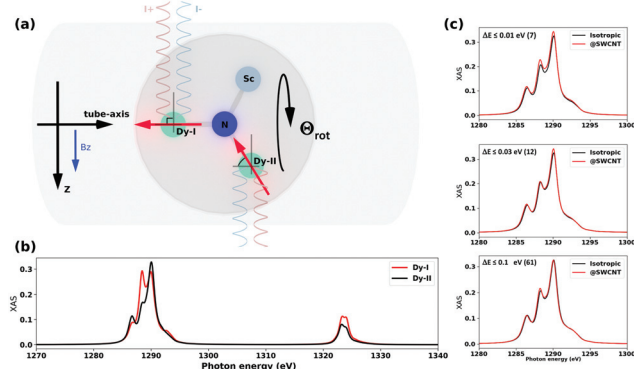 (a)
I+
I-
Sc
tube-axis
Dy-I
N
Θrot
Bz
Dy-II
Z
(b)
XAS
0.3
0.2
0.1
0.0
Dy-I
Dy-II
1270
1280
1290
1300
1310
1320
1330
1340
Photon energy (eV)
(c)
XAS
0.3
0.2
0.1
0.0
ΔE ≤ 0.01 eV (7)
Isotropic
@SWCNT
1280
1285
1290
1295
1300
XAS
0.3
0.2
0.1
0.0
ΔE ≤ 0.03 eV (12)
Isotropic
@SWCNT
1280
1285
1290
1295
1300
XAS
0.3
0.2
0.1
0.0
ΔE ≤ 0.1 eV (61)
Isotropic
@SWCNT
1280
1285
1290
1295
1300
Photon energy (eV)